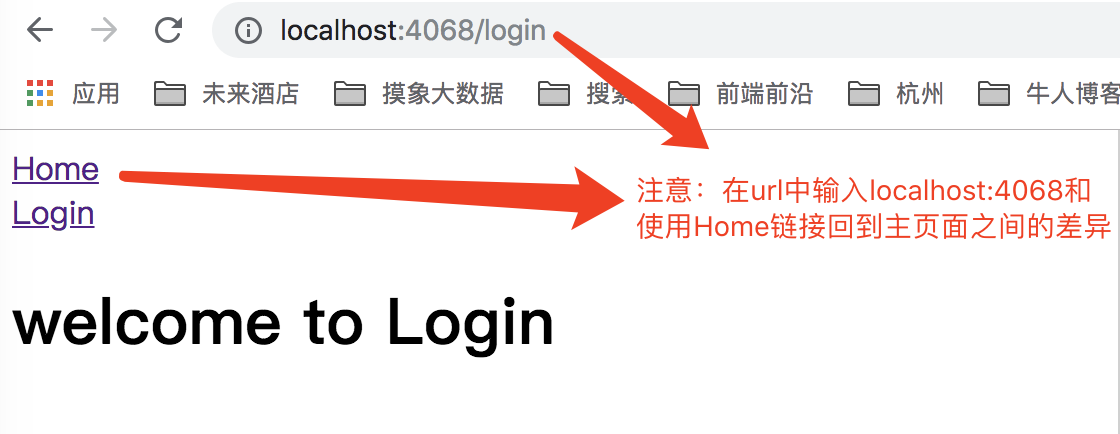 localhost:4068/login
应用 未来酒店 摸象大数据 搜索 前端前沿 杭州 牛人博客
Home
Login
注意：在url中输入localhost:4068和
使用Home链接回到主页面之间的差异
welcome to Login